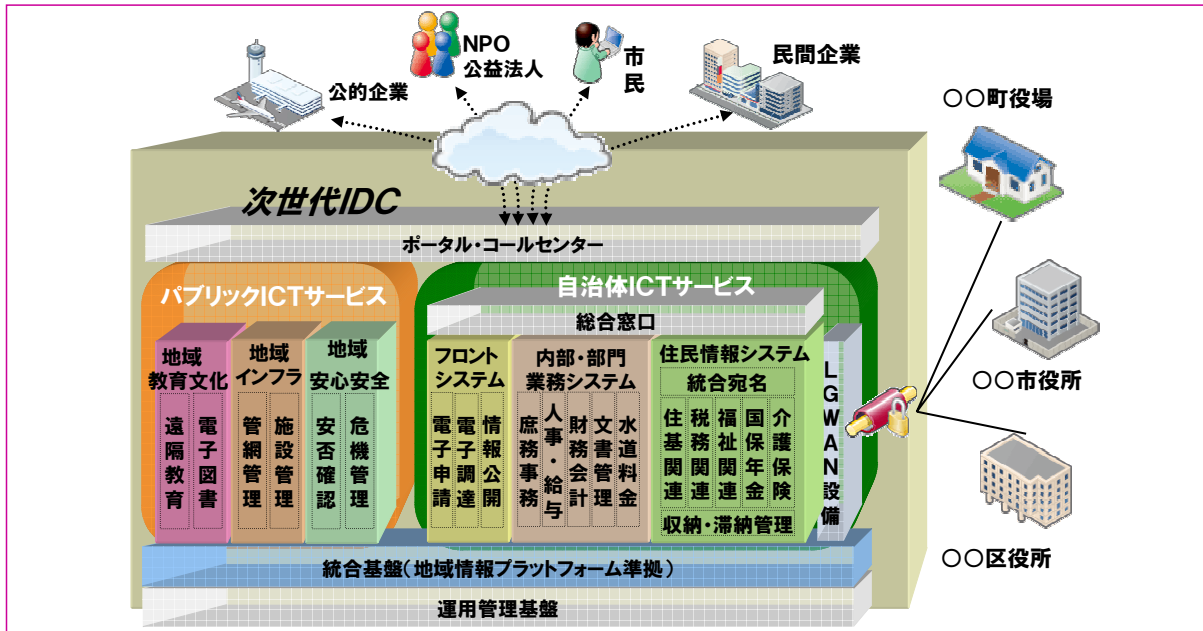 NPO
公益法人
市民
民間企業
公的企業
〇〇町役場
次世代IDC
ポータル・コールセンター
パブリックICTサービス
自治体ICTサービス
総合窓口
地域
教育文化
遠隔教育
電子図書
地域
インフラ
管網管理
施設管理
地域
安心安全
安否確認
危機管理
フロント
システム
電子申請
電子調達
情報公開
内部・部門
業務システム
庶務事務
人事・給与
財務会計
文書管理
水道料金
住民情報システム
統合宛名
住基関連
税務関連
福祉関連
国保年金
介護保険
収納・滞納管理
LGWAN設備
〇〇市役所
〇〇区役所
統合基盤(地域情報プラットフォーム準拠)
運用管理基盤